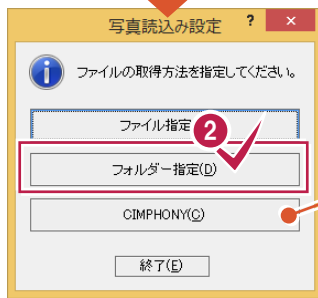 写真読込み設定 ? ×
ファイルの取得方法を指定してください。
ファイル指定
2
フォルダー指定(D)
CIMPHONY(C)
終了(E)